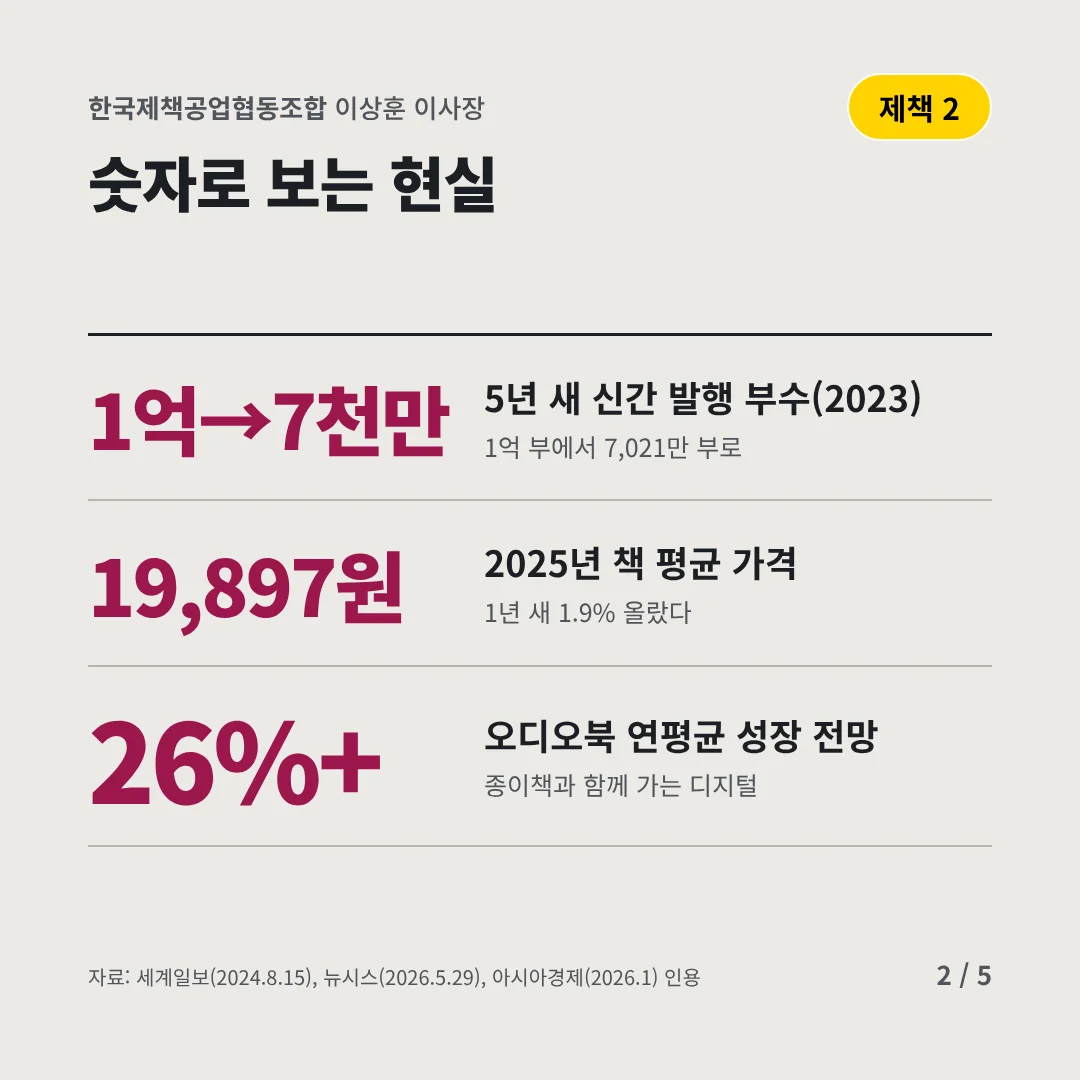 한국제책공업협동조합 이상훈 이사장
제책 2
숫자로 보는 현실
1억→7천만
5년 새 신간 발행 부수(2023)
1억 부에서 7,021만 부로
19,897원
2025년 책 평균 가격
1년 새 1.9% 올랐다
26%+
오디오북 연평균 성장 전망
종이책과 함께 가는 디지털
자료: 세계일보(2024.8.15), 뉴시스(2026.5.29), 아시아경제(2026.1) 인용
2 / 5